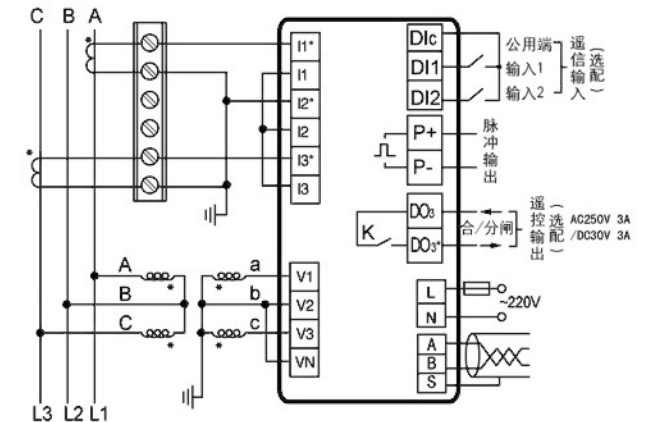 C B A
*
*
I1*
I1
I2*
I2
I3*
I3
DIc
公用端
DI1
输入1
DI2
输入2
遥信输入
(选配)
P+
P-
脉冲输出
DO₃
K
合/分闸
DO₃*
遥控输出
(选配)
AC250V 3A
/DC30V 3A
A
a
V1
*
*
B
b
V2
C
c
V3
*
*
VN
L
N
~220V
A
B
S
L3 L2 L1